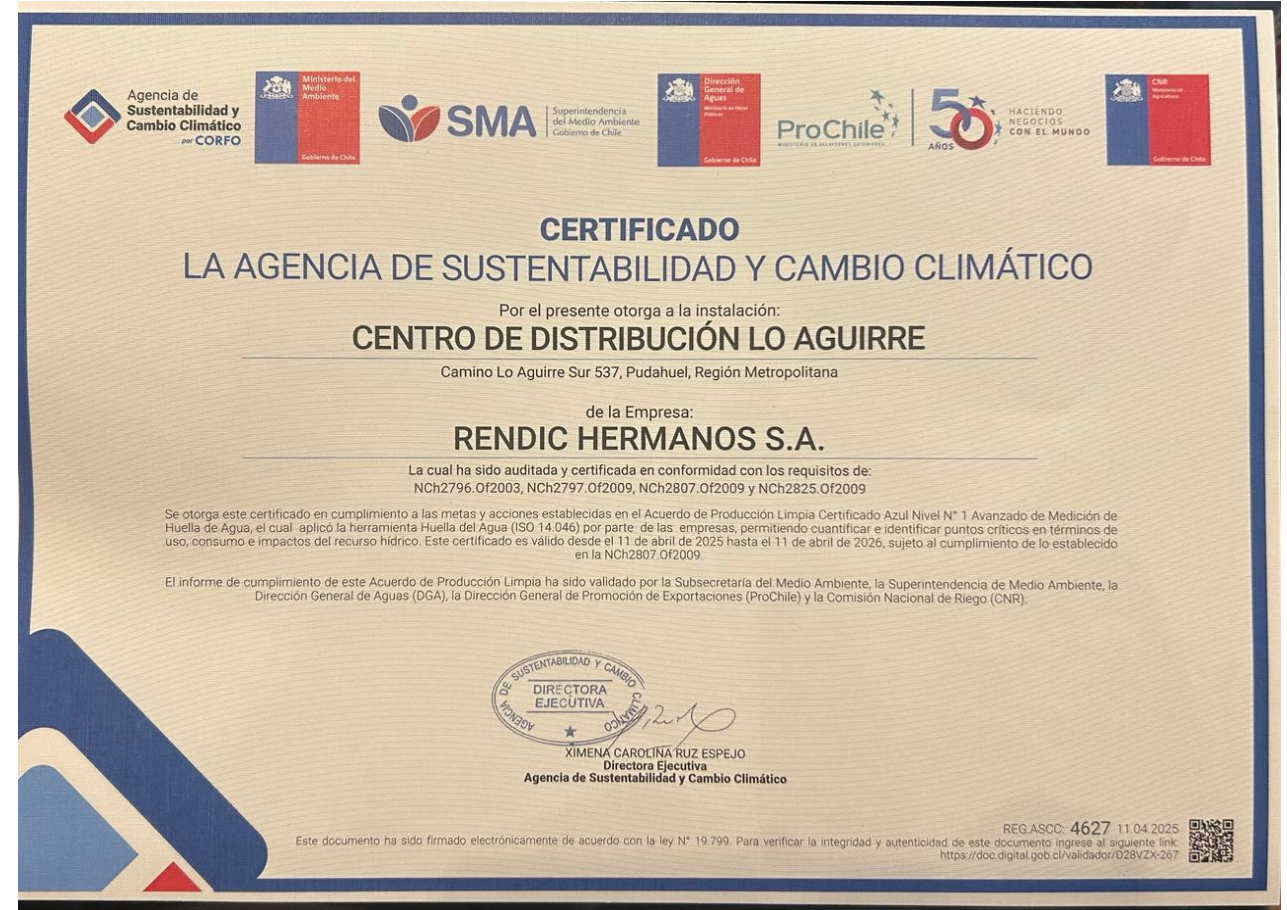 Agencia de
Sustentabilidad y
Cambio Climático
por CORFO
Ministerio del
Medio
Ambiente
Gobierno de Chile
SMA
Superintendencia
del Medio Ambiente
Gobierno de Chile
Dirección
General de
Aguas
Ministerio de Obras
Públicas
Gobierno de Chile
ProChile
MINISTERIO DE RELACIONES EXTERIORES
50
AÑOS
HACIENDO
NEGOCIOS
CON EL MUNDO
CNR
Ministerio de
Agricultura
Gobierno de Chile
CERTIFICADO
LA AGENCIA DE SUSTENTABILIDAD Y CAMBIO CLIMÁTICO
Por el presente otorga a la instalación:
CENTRO DE DISTRIBUCIÓN LO AGUIRRE
Camino Lo Aguirre Sur 537, Pudahuel, Región Metropolitana
de la Empresa:
RENDIC HERMANOS S.A.
La cual ha sido auditada y certificada en conformidad con los requisitos de:
NCh2796.Of2003, NCh2797.Of2009, NCh2807.Of2009 y NCh2825.Of2009
Se otorga este certificado en cumplimiento a las metas y acciones establecidas en el Acuerdo de Producción Limpia Certificado Azul Nivel N° 1 Avanzado de Medición de
Huella de Agua, el cual aplicó la herramienta Huella del Agua (ISO 14.046) por parte de las empresas, permitiendo cuantificar e identificar puntos críticos en términos de
uso, consumo e impactos del recurso hídrico. Este certificado es válido desde el 11 de abril de 2025 hasta el 11 de abril de 2026, sujeto al cumplimiento de lo establecido
en la NCh2807.Of2009.
El informe de cumplimiento de este Acuerdo de Producción Limpia ha sido validado por la Subsecretaría del Medio Ambiente, la Superintendencia de Medio Ambiente, la
Dirección General de Aguas (DGA), la Dirección General de Promoción de Exportaciones (ProChile) y la Comisión Nacional de Riego (CNR).
AGENCIA DE SUSTENTABILIDAD Y CAMBIO CLIMÁTICO
DIRECTORA
EJECUTIVA
XIMENA CAROLINA RUZ ESPEJO
Directora Ejecutiva
Agencia de Sustentabilidad y Cambio Climático
REG.ASCC: 4627 11.04.2025
Este documento ha sido firmado electrónicamente de acuerdo con la ley N° 19.799. Para verificar la integridad y autenticidad de este documento ingrese al siguiente link:
https://doc.digital.gob.cl/validador/D28VZX-267